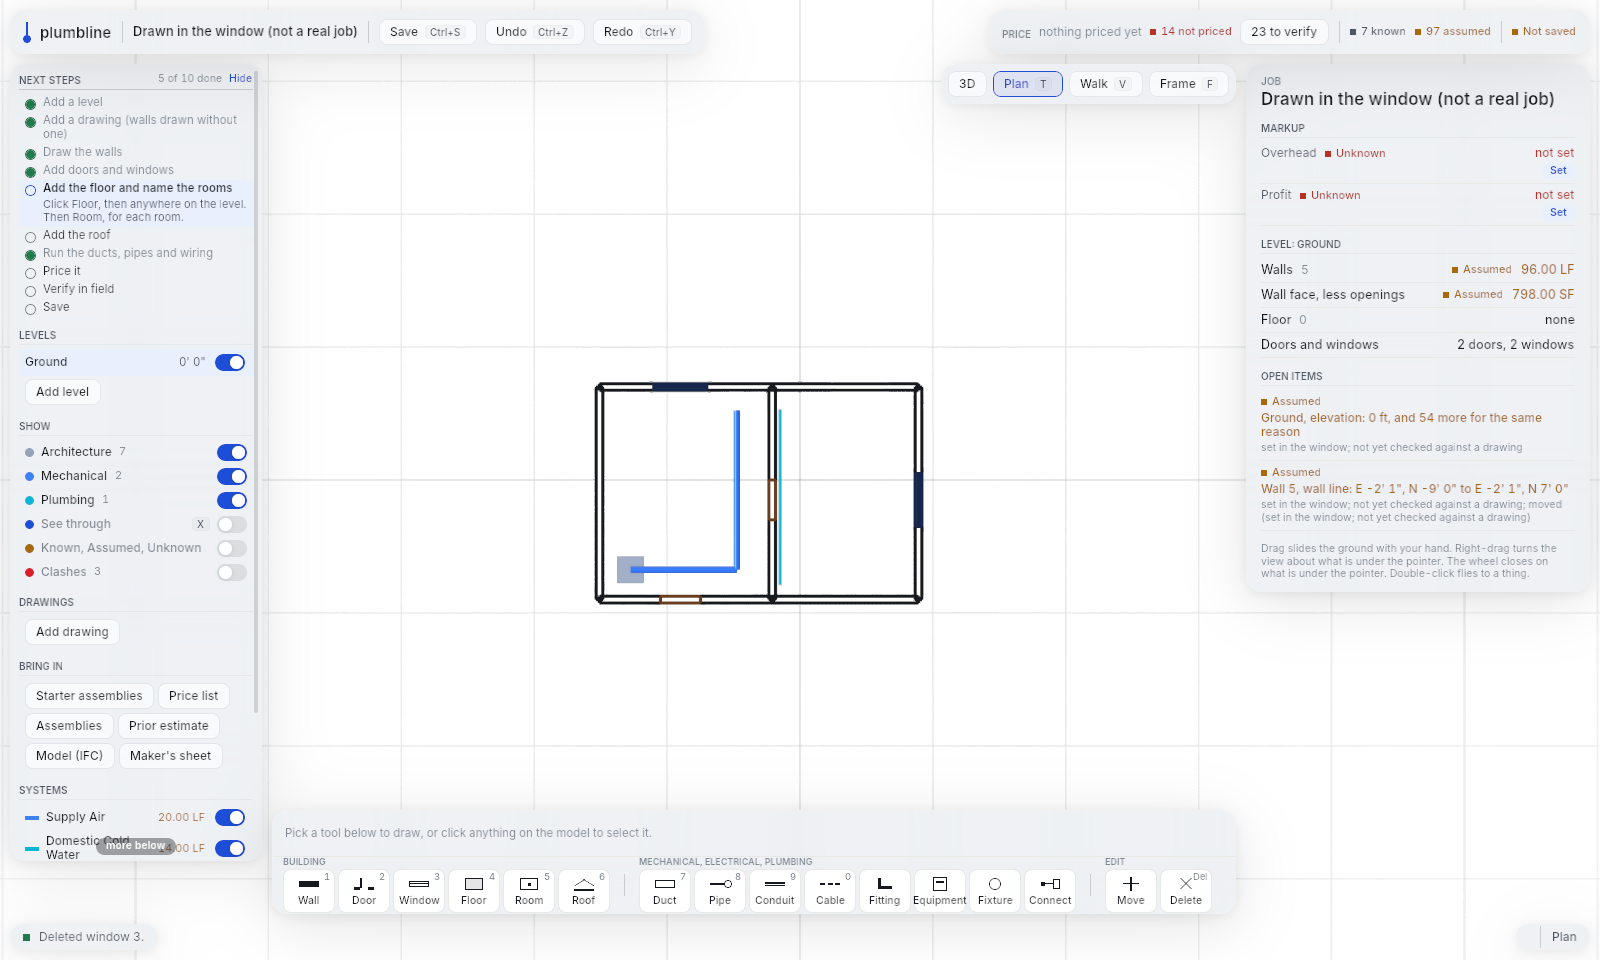 plumbline
Drawn in the window (not a real job)
Save Ctrl+S
Undo Ctrl+Z
Redo Ctrl+Y
PRICE nothing priced yet 14 not priced 23 to verify 7 known 97 assumed Not saved
3D
Plan T
Walk V
Frame F
NEXT STEPS 5 of 10 done Hide
Add a level
Add a drawing (walls drawn without
one)
Draw the walls
Add doors and windows
Add the floor and name the rooms
Click Floor, then anywhere on the level.
Then Room, for each room.
Add the roof
Run the ducts, pipes and wiring
Price it
Verify in field
Save
LEVELS
Ground 0' 0"
Add level
SHOW
Architecture 7
Mechanical 2
Plumbing 1
See through X
Known, Assumed, Unknown
Clashes 3
DRAWINGS
Add drawing
BRING IN
Starter assemblies Price list
Assemblies Prior estimate
Model (IFC) Maker's sheet
SYSTEMS
Supply Air 20.00 LF
Domestic Cold
Water 14.00 LF
more below
JOB
Drawn in the window (not a real job)
MARKUP
Overhead Unknown not set
Set
Profit Unknown not set
Set
LEVEL: GROUND
Walls 5 Assumed 96.00 LF
Wall face, less openings Assumed 798.00 SF
Floor 0 none
Doors and windows 2 doors, 2 windows
OPEN ITEMS
Assumed
Ground, elevation: 0 ft, and 54 more for the same
reason
set in the window; not yet checked against a drawing
Assumed
Wall 5, wall line: E -2' 1", N -9' 0" to E -2' 1", N 7' 0"
set in the window; not yet checked against a drawing; moved
(set in the window; not yet checked against a drawing)
Drag slides the ground with your hand. Right-drag turns the
view about what is under the pointer. The wheel closes on
what is under the pointer. Double-click flies to a thing.
Pick a tool below to draw, or click anything on the model to select it.
BUILDING
Wall 1
Door 2
Window 3
Floor 4
Room 5
Roof 6
MECHANICAL, ELECTRICAL, PLUMBING
Duct 7
Pipe 8
Conduit 9
Cable 0
Fitting
Equipment
Fixture
Connect
EDIT
Move
Delete Del
Deleted window 3.
Plan